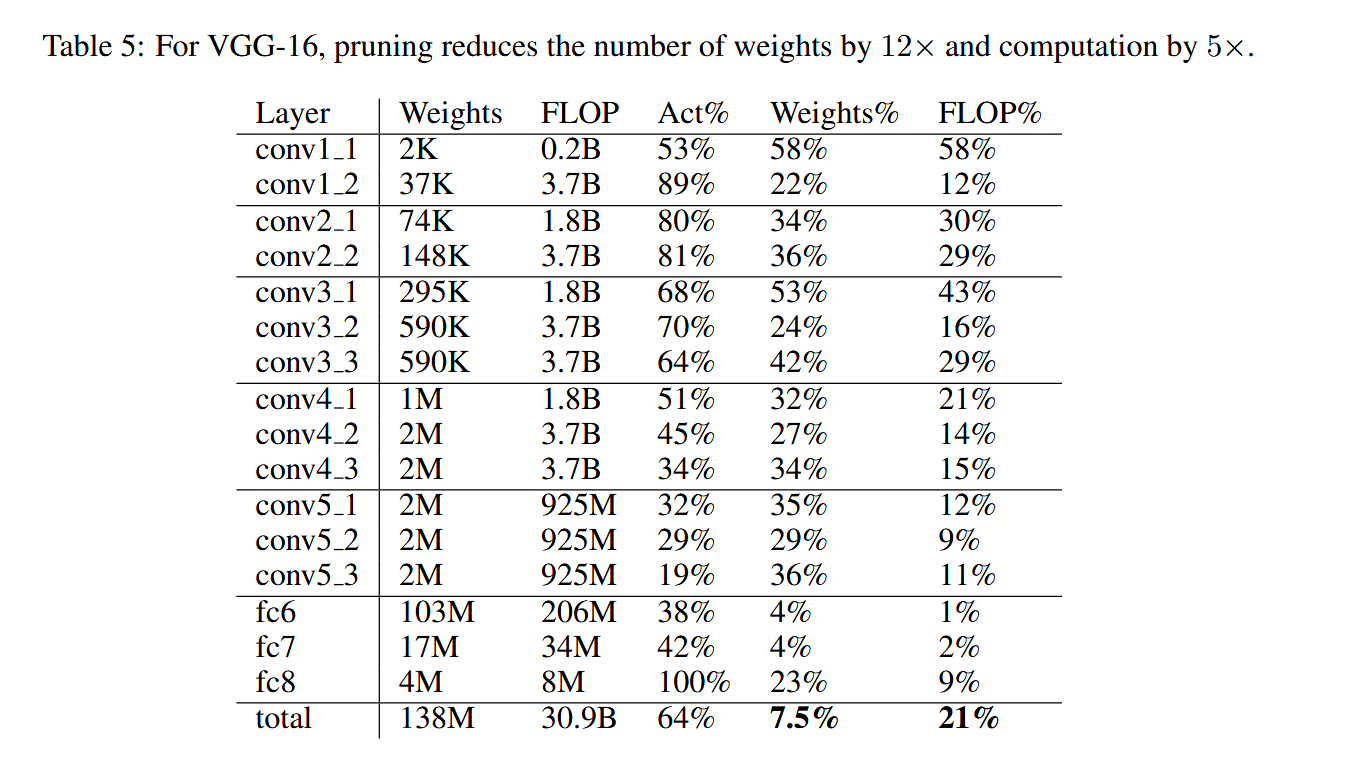 Table 5: For VGG-16, pruning reduces the number of weights by 12× and computation by 5×.
Layer Weights FLOP Act% Weights% FLOP%
conv1_1 2K 0.2B 53% 58% 58%
conv1_2 37K 3.7B 89% 22% 12%
conv2_1 74K 1.8B 80% 34% 30%
conv2_2 148K 3.7B 81% 36% 29%
conv3_1 295K 1.8B 68% 53% 43%
conv3_2 590K 3.7B 70% 24% 16%
conv3_3 590K 3.7B 64% 42% 29%
conv4_1 1M 1.8B 51% 32% 21%
conv4_2 2M 3.7B 45% 27% 14%
conv4_3 2M 3.7B 34% 34% 15%
conv5_1 2M 925M 32% 35% 12%
conv5_2 2M 925M 29% 29% 9%
conv5_3 2M 925M 19% 36% 11%
fc6 103M 206M 38% 4% 1%
fc7 17M 34M 42% 4% 2%
fc8 4M 8M 100% 23% 9%
total 138M 30.9B 64% 7.5% 21%